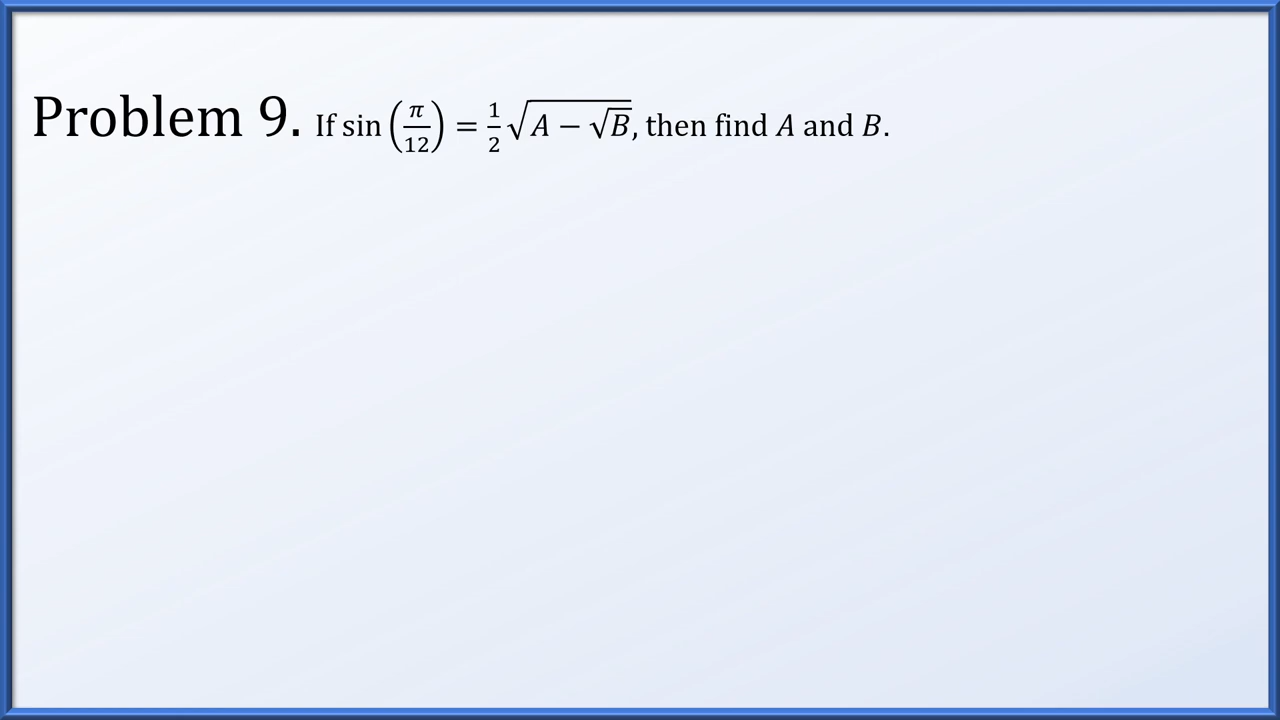 Problem 9. If sin(π/12) = 1/2 √(A − √B), then find A and B.